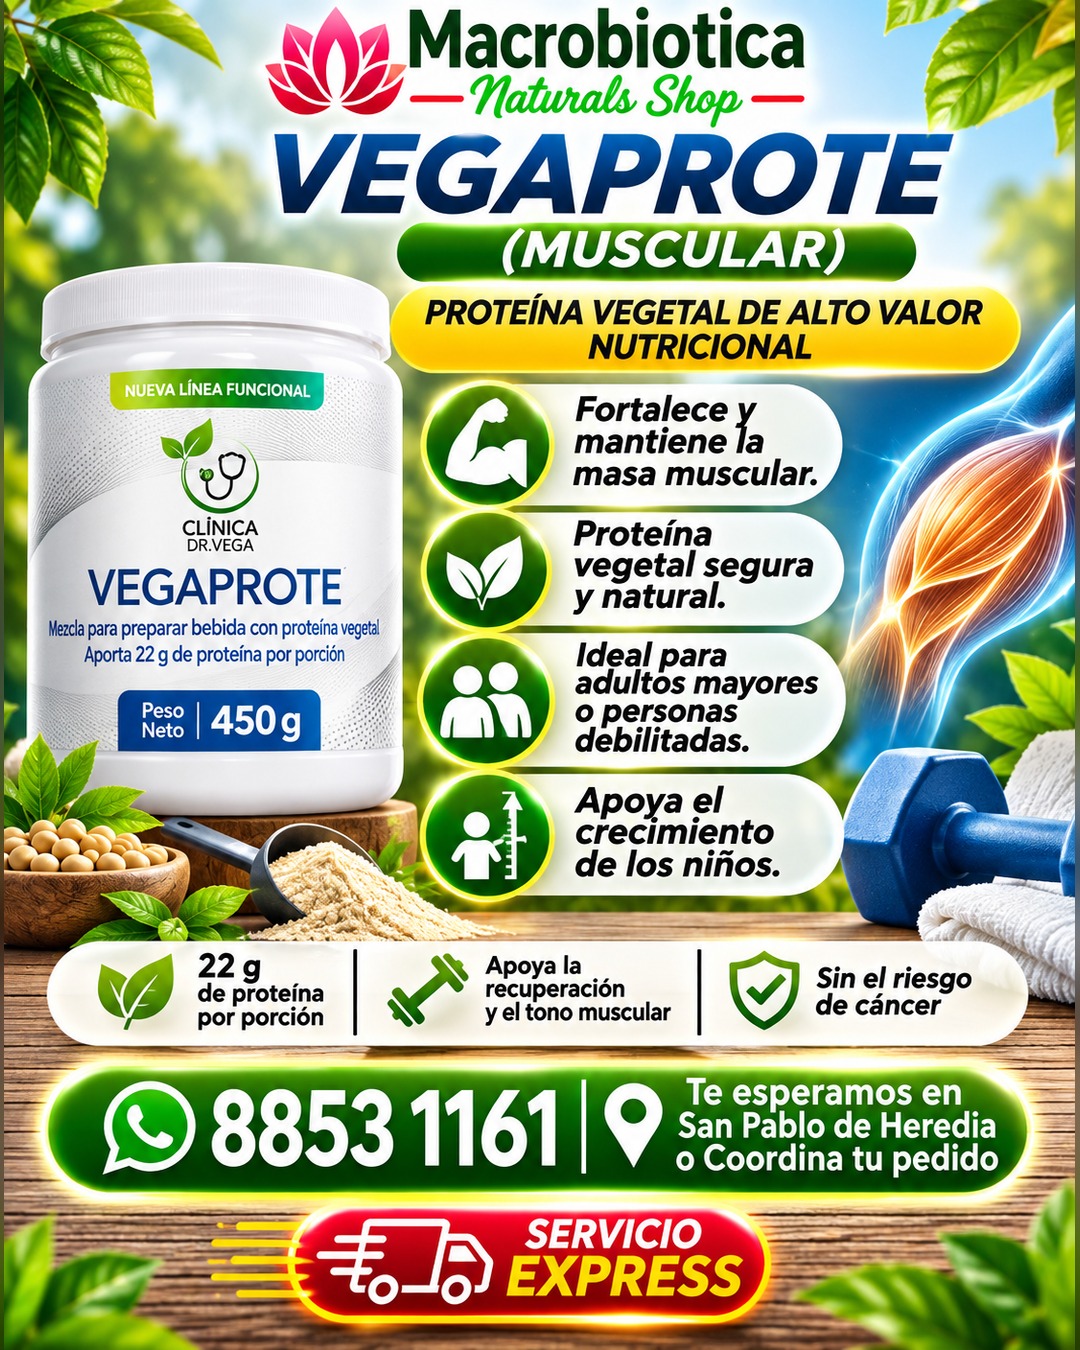 Macrobiotica
Naturals Shop
VEGAPROTE
(MUSCULAR)
PROTEÍNA VEGETAL DE ALTO VALOR
NUTRICIONAL
NUEVA LÍNEA FUNCIONAL
CLÍNICA
DR.VEGA
VEGAPROTE
Mezcla para preparar bebida con proteína vegetal
Aporta 22 g de proteína por porción
Peso
Neto
450 g
Fortalece y
mantiene la
masa muscular.
Proteína
vegetal segura
y natural.
Ideal para
adultos mayores
o personas
debilitadas.
Apoya el
crecimiento
de los niños.
22 g
de proteína
por porción
Apoya la
recuperación
y el tono muscular
Sin el riesgo
de cáncer
8853 1161
Te esperamos en
San Pablo de Heredia
o Coordina tu pedido
SERVICIO
EXPRESS